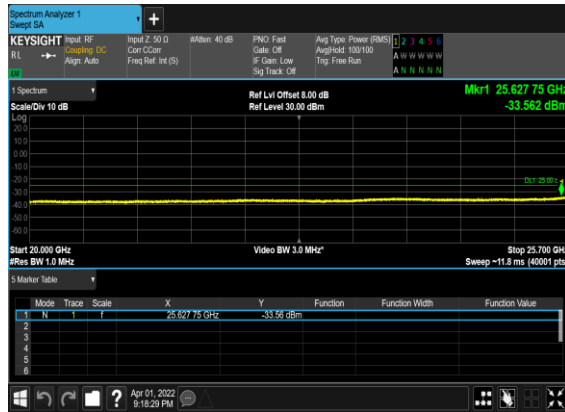 Spectrum Analyzer 1
Swept SA
+
KEYSIGHT Input: RF Input Z: 50 Ω #Atten: 40 dB PNO: Fast Avg Type: Power (RMS) 1 2 3 4 5 6
RL Coupling: DC Corr CCorr Gate: Off Avg|Hold: 100/100 A W W W W W
Align: Auto Freq Ref: Int (S) IF Gain: Low Trig: Free Run
Sig Track: Off A N N N N N
1 Spectrum Ref Lvl Offset 8.00 dB Mkr1 25.627 75 GHz
Scale/Div 10 dB Ref Level 30.00 dBm -33.562 dBm
Log
20.0
10.0
0.00
-10.0
-20.0
DL1 -25.00
-30.0
-40.0
-50.0
-60.0
Start 20.000 GHz Video BW 3.0 MHz* Stop 25.700 GHz
#Res BW 1.0 MHz Sweep ~11.8 ms (40001 pts)
5 Marker Table
Mode Trace Scale X Y Function Function Width Function Value
1 N 1 f 25.627 75 GHz -33.56 dBm
2
3
4
5
6
? Apr 01, 2022
9:18:29 PM